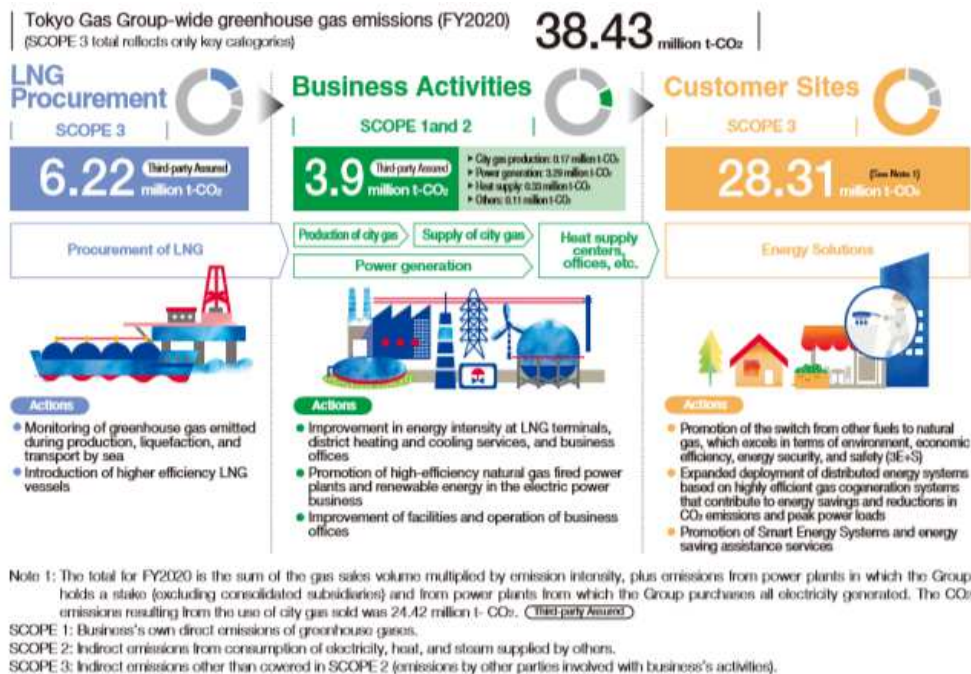 Tokyo Gas Group-wide greenhouse gas emissions (FY2020)
(SCOPE 3 total reflects only key categories)
38.43 million t-CO₂
LNG
Procurement
SCOPE 3
6.22 Third-party Assured
million t-CO₂
Procurement of LNG
Actions
• Monitoring of greenhouse gas emitted
during production, liquefaction, and
transport by sea
• Introduction of higher efficiency LNG
vessels
Business Activities
SCOPE 1and 2
3.9 Third-party Assured
million t-CO₂
▸ City gas production: 0.17 million t-CO₂
▸ Power generation: 3.29 million t-CO₂
▸ Heat supply: 0.33 million t-CO₂
▸ Others: 0.11 million t-CO₂
Production of city gas
Supply of city gas
Power generation
Heat supply
centers,
offices, etc.
Actions
• Improvement in energy intensity at LNG terminals,
district heating and cooling services, and business
offices
• Promotion of high-efficiency natural gas fired power
plants and renewable energy in the electric power
business
• Improvement of facilities and operation of business
offices
Customer Sites
SCOPE 3
28.31 (See Note 1)
million t-CO₂
Energy Solutions
Actions
• Promotion of the switch from other fuels to natural
gas, which excels in terms of environment, economic
efficiency, energy security, and safety (3E+S)
• Expanded deployment of distributed energy systems
based on highly efficient gas cogeneration systems
that contribute to energy savings and reductions in
CO₂ emissions and peak power loads
• Promotion of Smart Energy Systems and energy
saving assistance services
Note 1: The total for FY2020 is the sum of the gas sales volume multiplied by emission intensity, plus emissions from power plants in which the Group
holds a stake (excluding consolidated subsidiaries) and from power plants from which the Group purchases all electricity generated. The CO₂
emissions resulting from the use of city gas sold was 24.42 million t- CO₂. Third-party Assured
SCOPE 1: Business's own direct emissions of greenhouse gases.
SCOPE 2: Indirect emissions from consumption of electricity, heat, and steam supplied by others.
SCOPE 3: Indirect emissions other than covered in SCOPE 2 (emissions by other parties involved with business's activities).